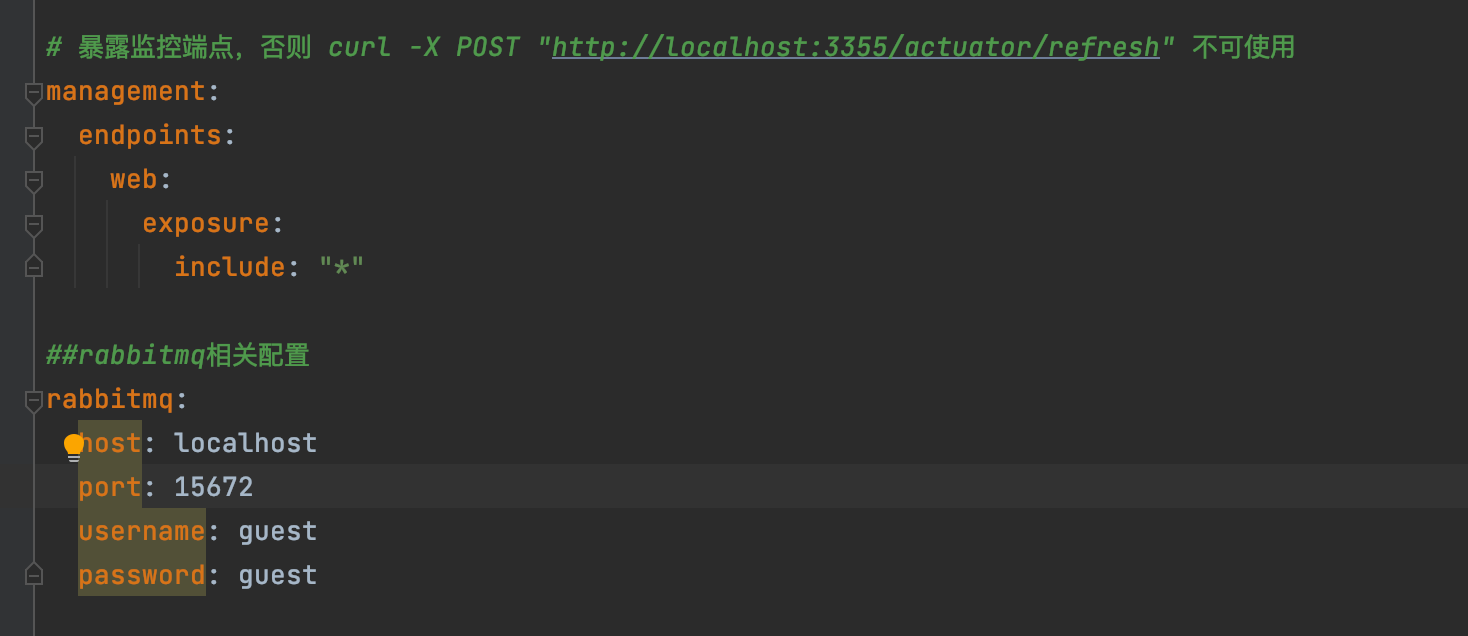 # 暴露监控端点，否则 curl -X POST "http://localhost:3355/actuator/refresh" 不可使用
management:
  endpoints:
    web:
      exposure:
        include: "*"
##rabbitmq相关配置
rabbitmq:
  host: localhost
  port: 15672
  username: guest
  password: guest